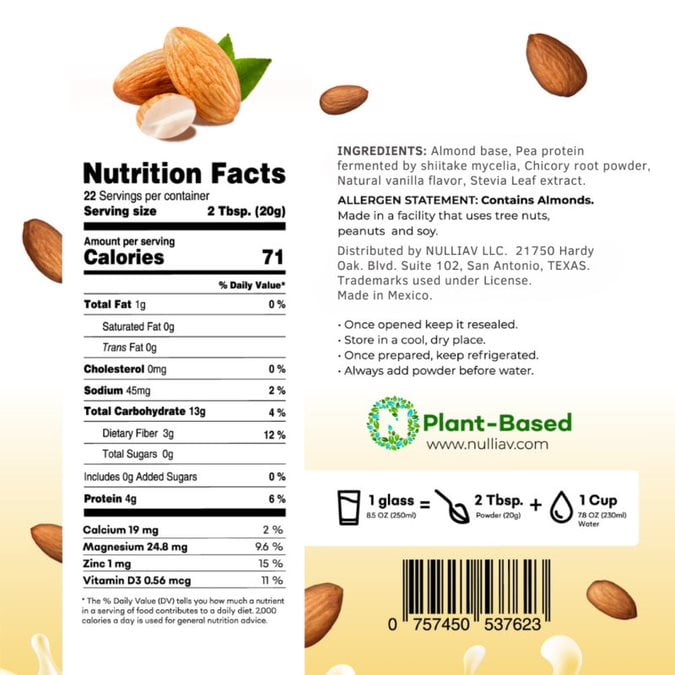 Nutrition Facts
22 Servings per container
Serving size 2 Tbsp. (20g)
Amount per serving
Calories 71
% Daily Value*
Total Fat 1g 0 %
Saturated Fat 0g
Trans Fat 0g
Cholesterol 0mg 0 %
Sodium 45mg 2 %
Total Carbohydrate 13g 4 %
Dietary Fiber 3g 12 %
Total Sugars 0g
Includes 0g Added Sugars 0 %
Protein 4g 6 %
Calcium 19 mg 2 %
Magnesium 24.8 mg 9.6 %
Zinc 1 mg 15 %
Vitamin D3 0.56 mcg 11 %
* The % Daily Value (DV) tells you how much a nutrient
in a serving of food contributes to a daily diet. 2,000
calories a day is used for general nutrition advice.
INGREDIENTS: Almond base, Pea protein
fermented by shiitake mycelia, Chicory root powder,
Natural vanilla flavor, Stevia Leaf extract.
ALLERGEN STATEMENT: Contains Almonds.
Made in a facility that uses tree nuts,
peanuts and soy.
Distributed by NULLIAV LLC. 21750 Hardy
Oak. Blvd. Suite 102, San Antonio, TEXAS.
Trademarks used under License.
Made in Mexico.
• Once opened keep it resealed.
• Store in a cool, dry place.
• Once prepared, keep refrigerated.
• Always add powder before water.
N Plant-Based
www.nulliav.com
1 glass = 2 Tbsp. + 1 Cup
8.5 OZ (250ml) Powder (20g) 7.8 OZ (230ml)
Water
0 757450 537623